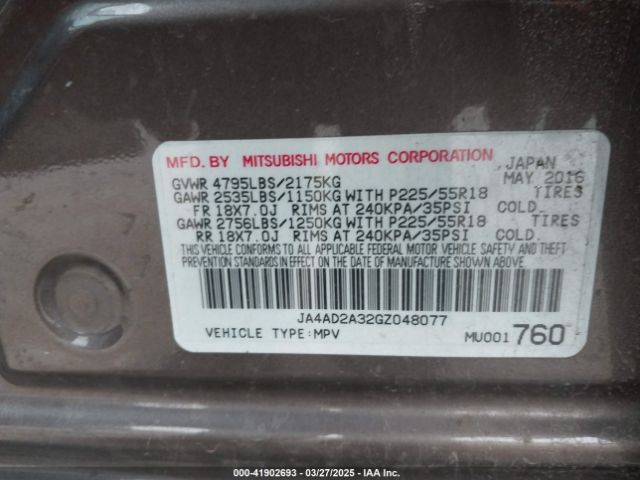 MFD. BY MITSUBISHI MOTORS CORPORATION JAPAN
GVWR 4795LBS/2175KG MAY 2016
GAWR 2535LBS/1150KG WITH P225/55R18 TIRES
FR 18X7.0J RIMS AT 240KPA/35PSI COLD.
GAWR 2756LBS/1250KG WITH P225/55R18 TIRES
RR 18X7.0J RIMS AT 240KPA/35PSI COLD.
THIS VEHICLE CONFORMS TO ALL APPLICABLE FEDERAL MOTOR VEHICLE SAFETY AND THEFT
PREVENTION STANDARDS IN EFFECT ON THE DATE OF MANUFACTURE SHOWN ABOVE.
JA4AD2A32GZ048077
VEHICLE TYPE:MPV MU001 760
000-41902693 - 03/27/2025 - IAAI.COM